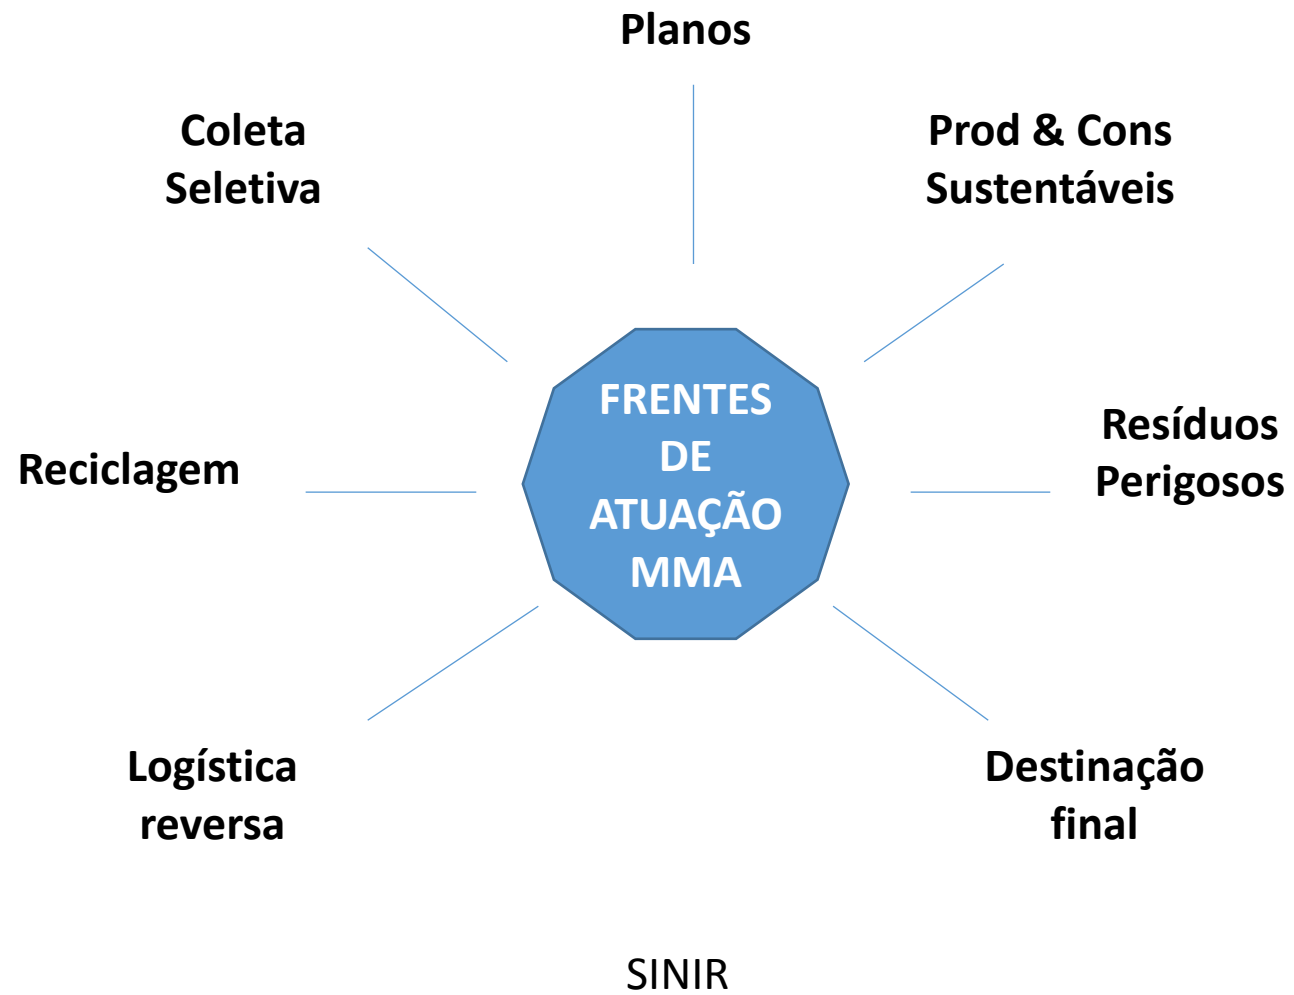 Planos
Coleta
Seletiva
Prod & Cons
Sustentáveis
Reciclagem
FRENTES
DE
ATUAÇÃO
MMA
Resíduos
Perigosos
Logística
reversa
Destinação
final
SINIR